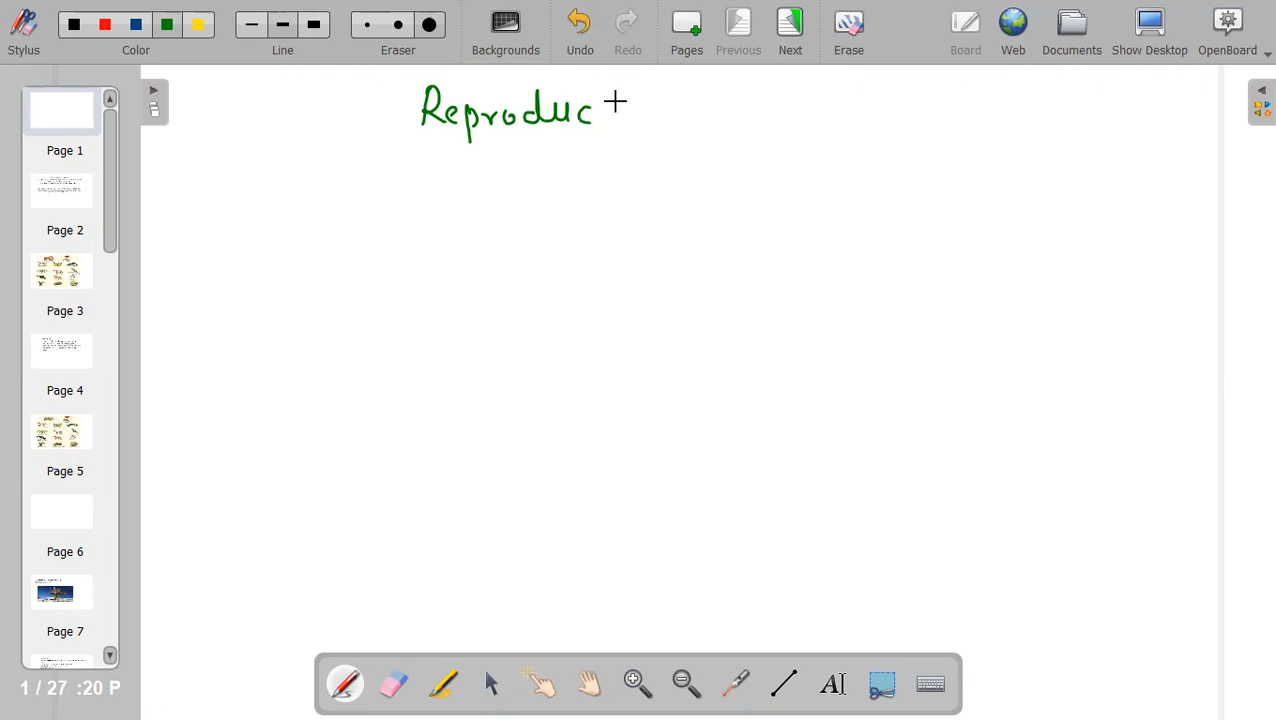 Stylus Color Line Eraser Backgrounds Undo Redo Pages Previous Next Erase Board Web Documents Show Desktop OpenBoard
Reproduc
Page 1
Page 2
Page 3
Page 4
Page 5
Page 6
Page 7
1 / 27 :20 P